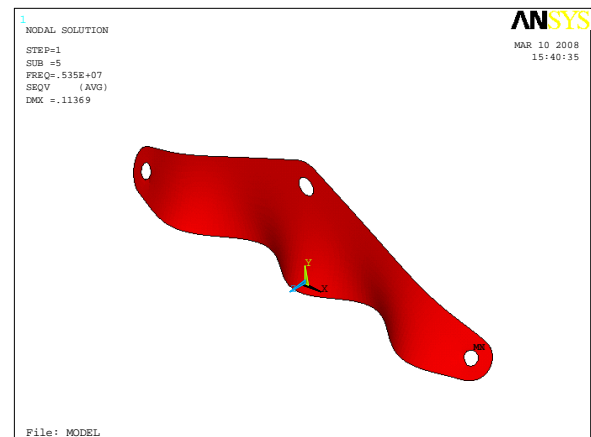 1
NODAL SOLUTION
ANSYS
STEP=1
SUB =5
FREQ=.535E+07
SEQV (AVG)
DMX =.11369
MAR 10 2008
15:40:35
Y
X
MX
File: MODEL